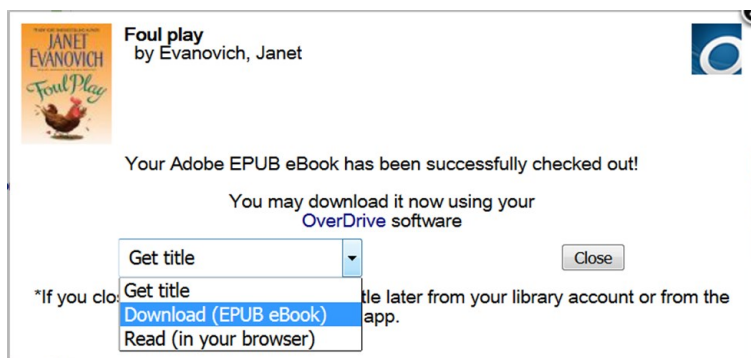 JANET
EVANOVICH
Foul Play
Foul play
by Evanovich, Janet
Your Adobe EPUB eBook has been successfully checked out!
You may download it now using your
OverDrive software
Get title
Close
*If you clo
Get title
tle later from your library account or from the
Download (EPUB eBook)
app.
Read (in your browser)